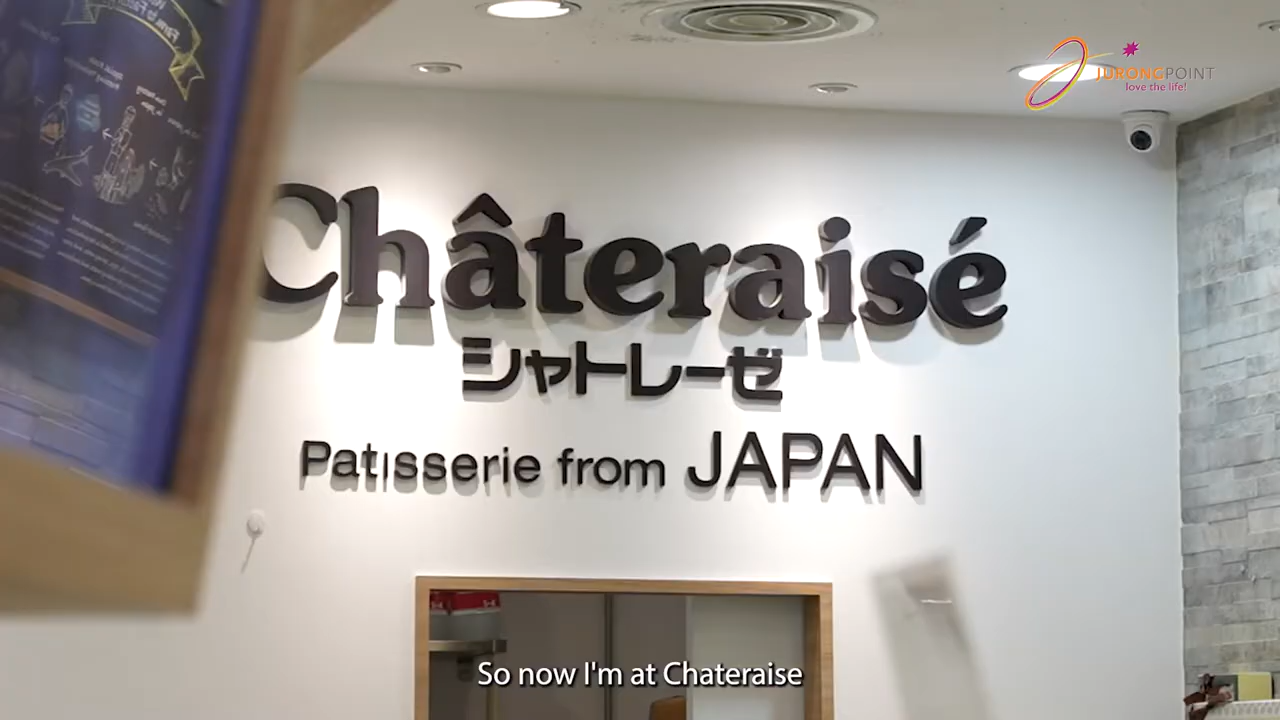 JURONGPOINT
love the life!
Châteraisé
シャトレーゼ
Patisserie from JAPAN
So now I'm at Chateraise